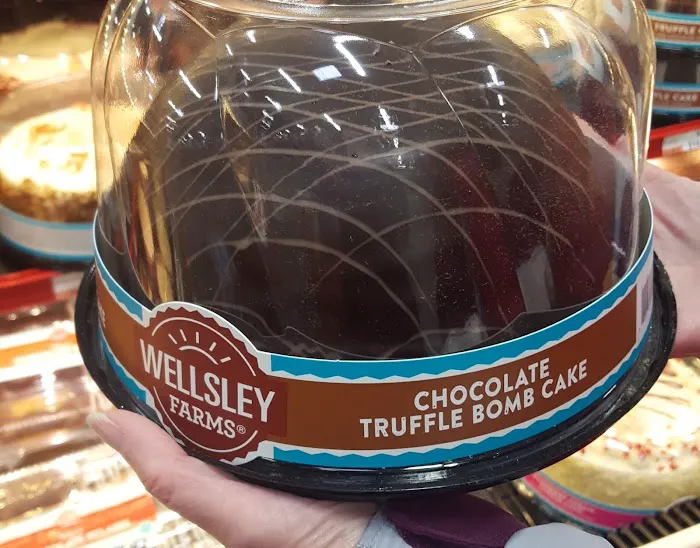 WELLSLEY
FARMS®
CHOCOLATE
TRUFFLE BOMB CAKE